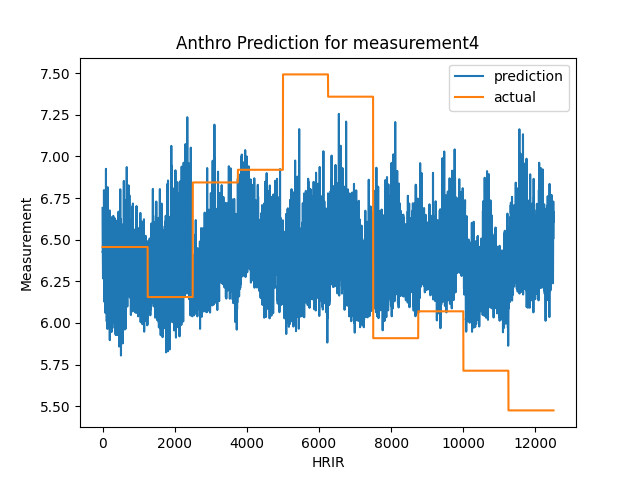 Anthro Prediction for measurement4
prediction
actual
Measurement
7.50
7.25
7.00
6.75
6.50
6.25
6.00
5.75
5.50
0 2000 4000 6000 8000 10000 12000
HRIR